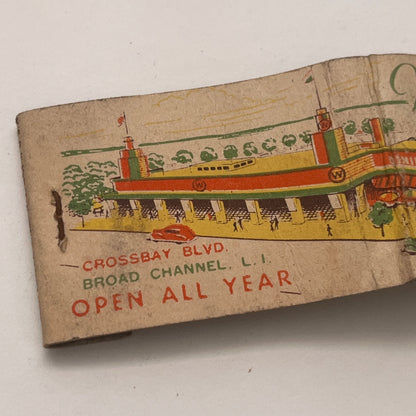 W
W
CROSSBAY BLVD.
BROAD CHANNEL, L. I.
OPEN ALL YEAR